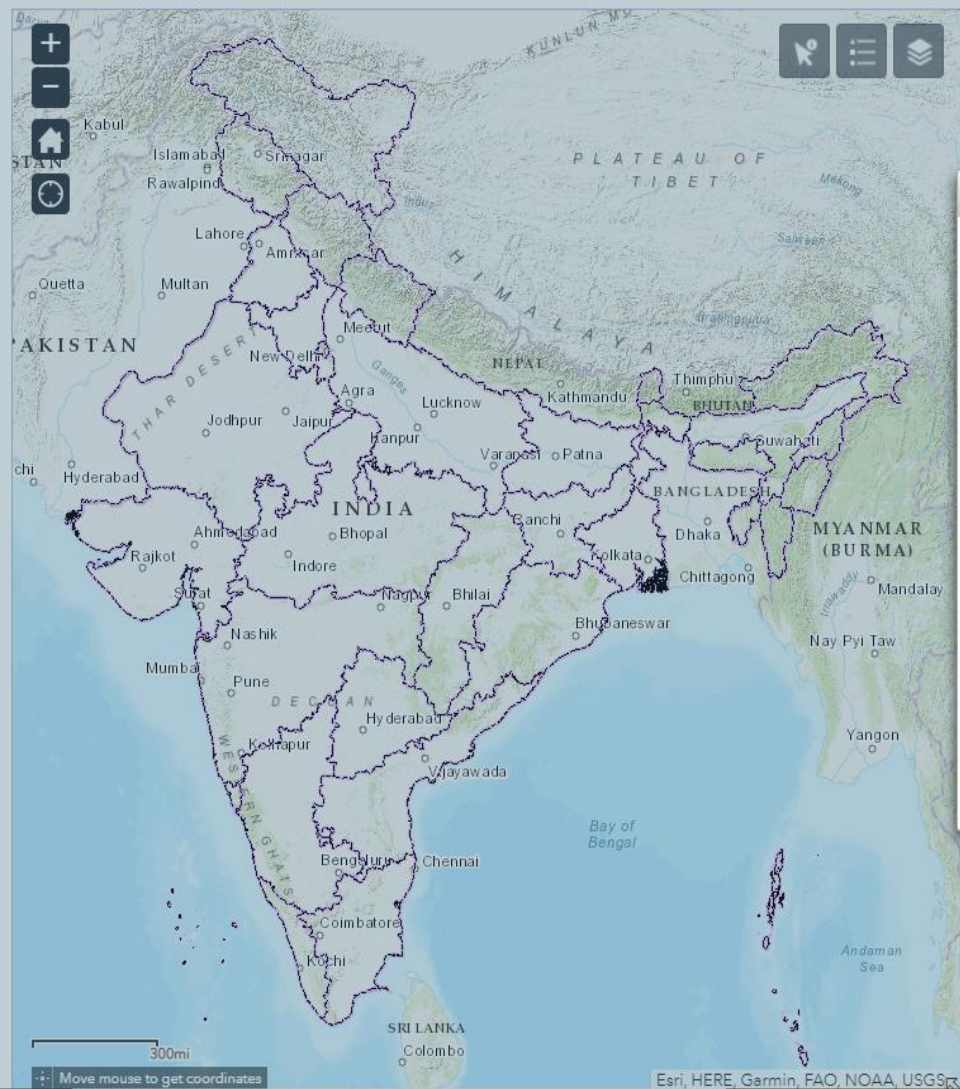 KUNLUN
Kabul
STAN
Islamabad
Srinagar
PLATEAU OF
TIBET
Rawalpind
Mekong
Indus
Lahore
Amritsar
Salween
HIMALAYA
Quetta
Multan
Brahmaputra
PAKISTAN
Meerut
THAR DESERT
New Delhi
NEPAL
Ganges
Thimphu
Agra
Kathmandu
BHUTAN
Lucknow
Jodhpur
Jaipur
Kanpur
Guwahati
Varanasi
Patna
chi
Hyderabad
BANGLADESH
INDIA
Ranchi
MYANMAR
(BURMA)
Ahmedabad
Bhopal
Dhaka
Rajkot
Indore
Kolkata
Chittagong
Mandalay
Surat
Nagpur
Bhilai
Irrawaddy
Bhubaneswar
Nashik
Nay Pyi Taw
Mumbai
Pune
DECCAN
Hyderabad
Yangon
Kolhapur
WESTERN GHATS
Vijayawada
Bay of
Bengal
Bengaluru
Chennai
Coimbatore
Andaman
Sea
Kochi
SRI LANKA
Colombo
300mi
Move mouse to get coordinates
Esri, HERE, Garmin, FAO, NOAA, USGS